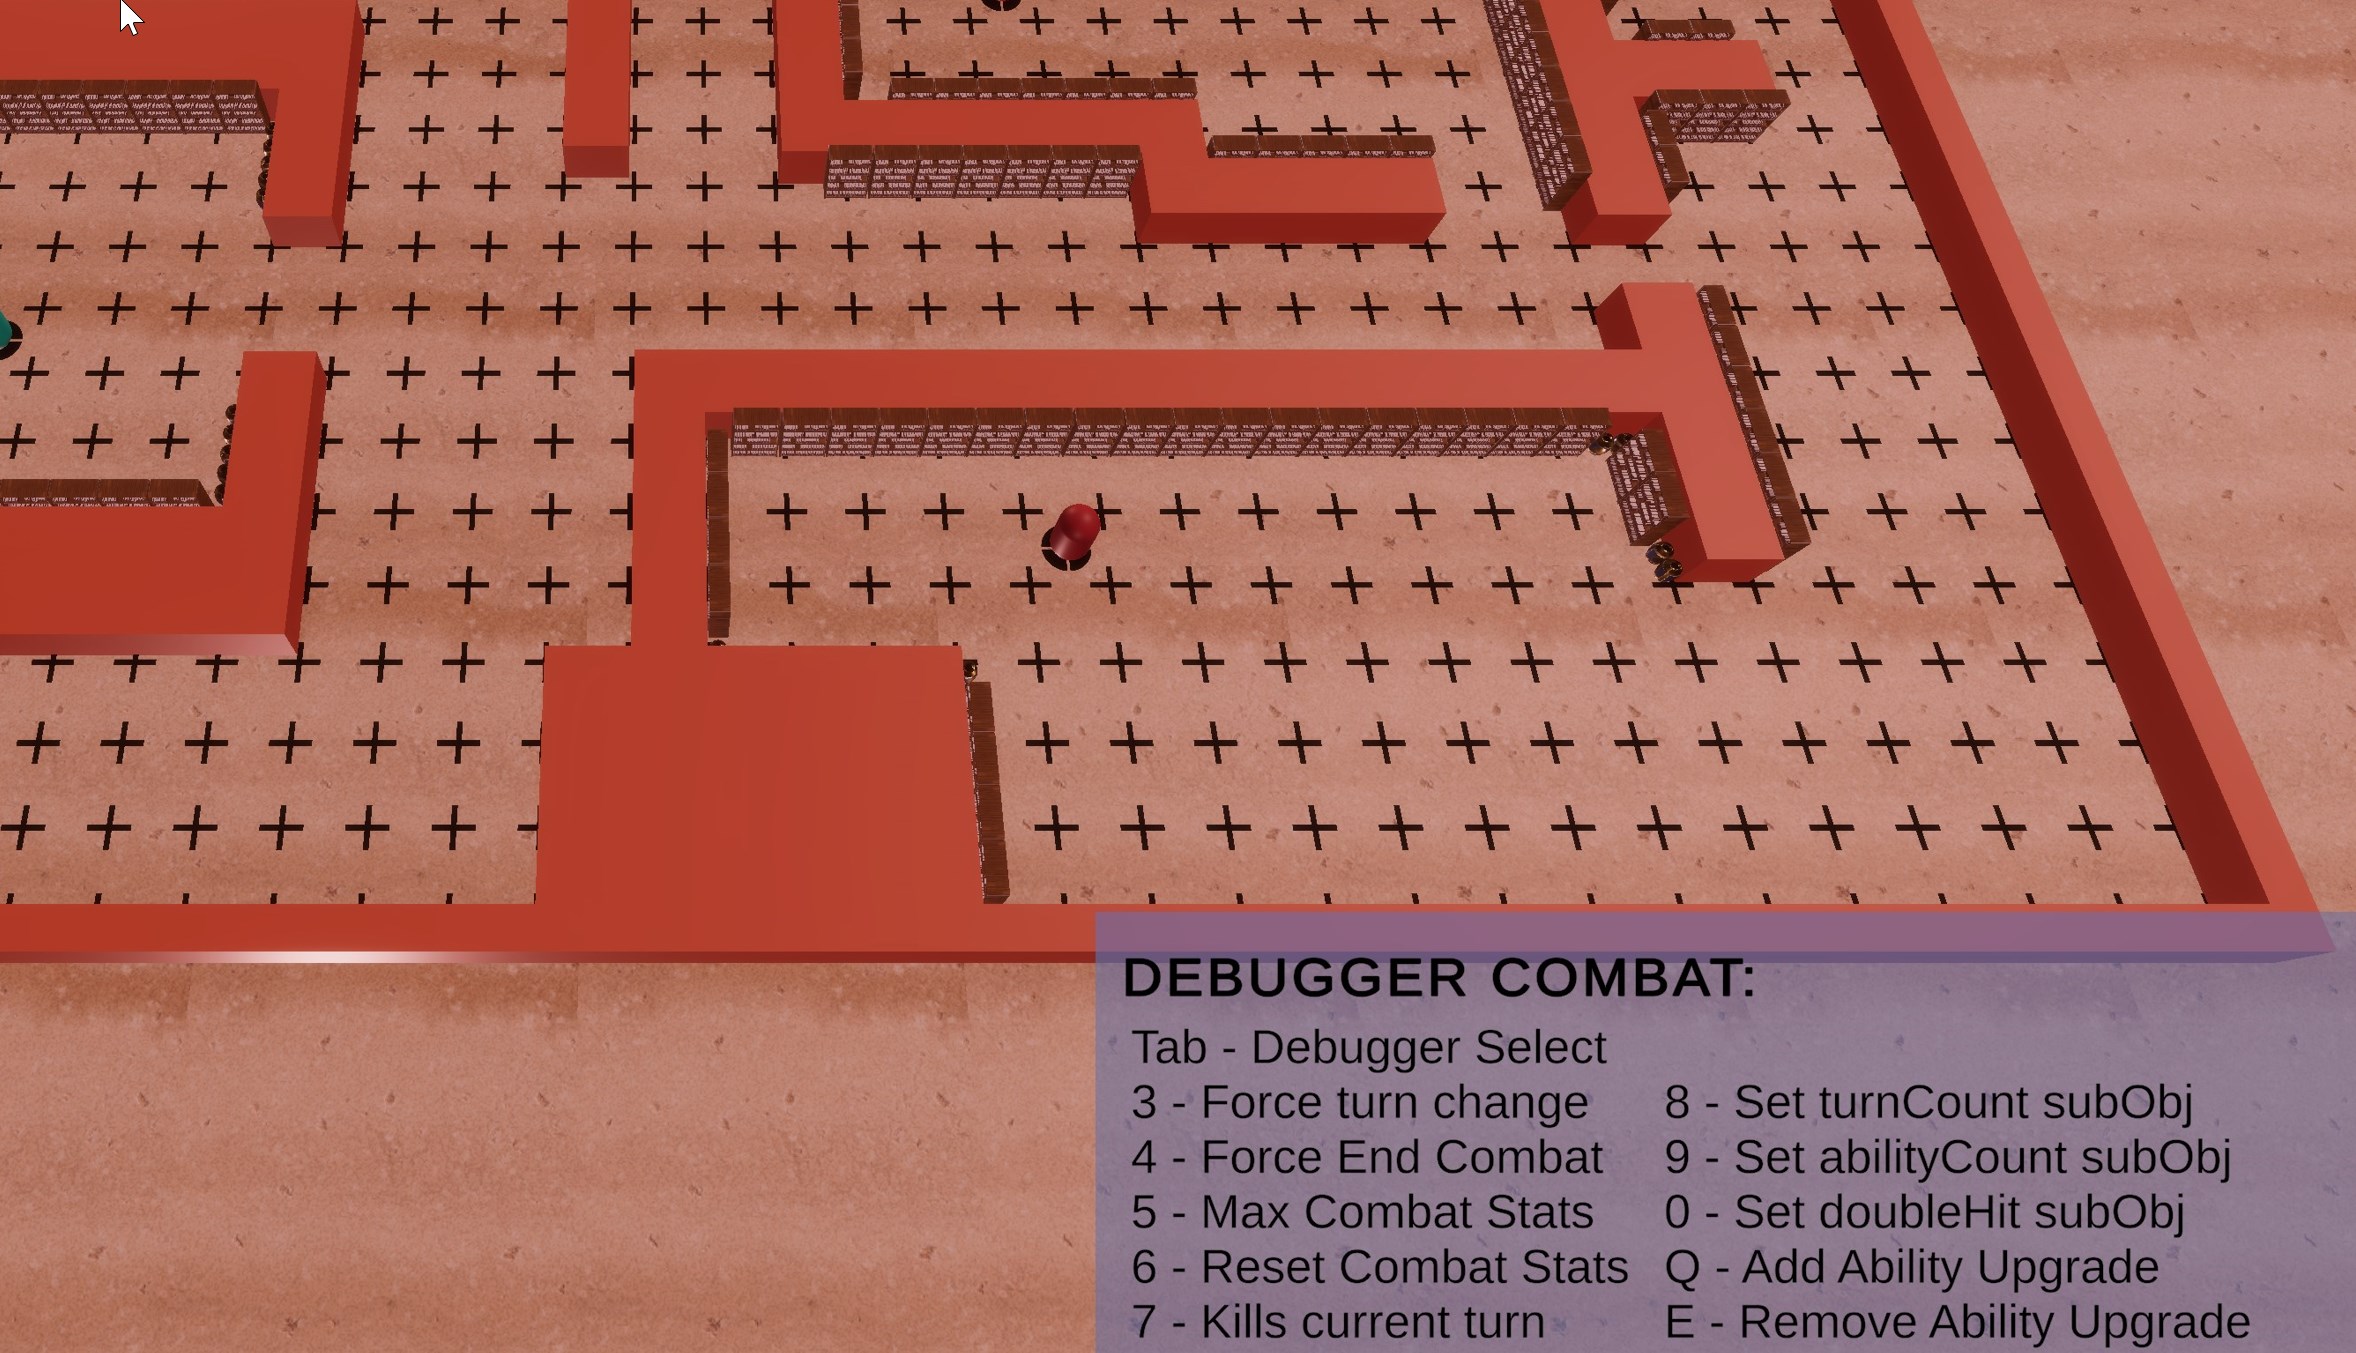 DEBUGGER COMBAT:
Tab - Debugger Select
3 - Force turn change
4 - Force End Combat
5 - Max Combat Stats
6 - Reset Combat Stats
7 - Kills current turn
8 - Set turnCount subObj
9 - Set abilityCount subObj
0 - Set doubleHit subObj
Q - Add Ability Upgrade
E - Remove Ability Upgrade